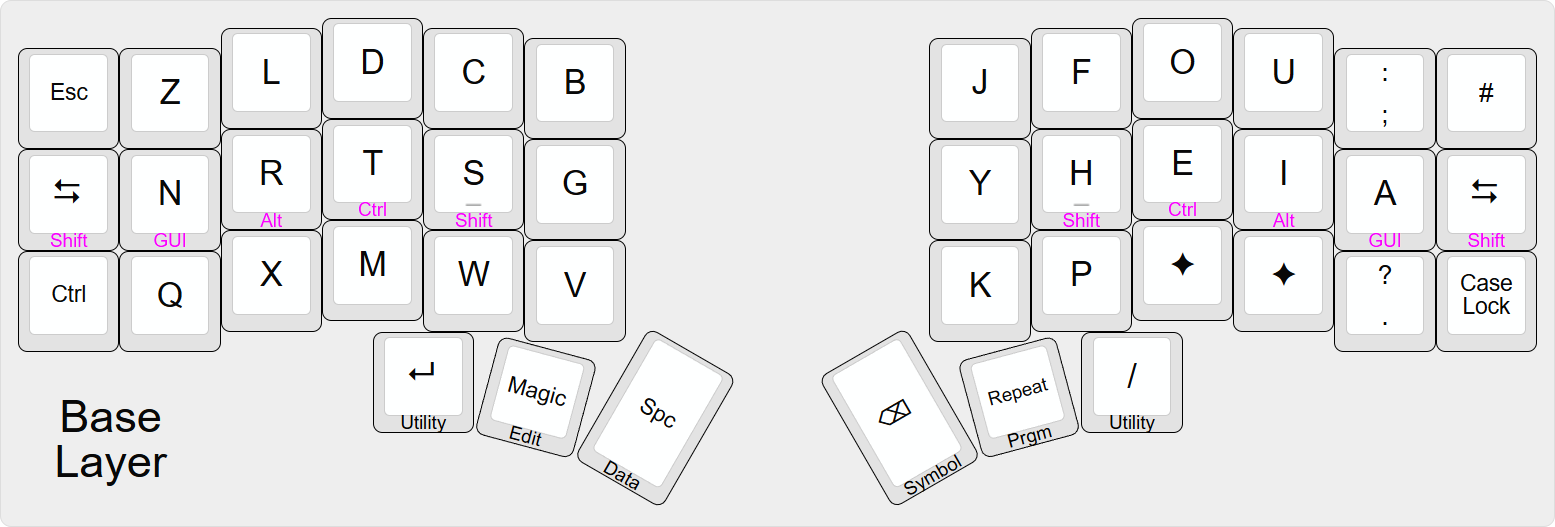 Esc Z L D C B J F O U : ; #
⇆ N R T S G Y H E I A ⇆
Shift GUI Alt Ctrl Shift Shift Ctrl Alt GUI Shift
Ctrl Q X M W V K P ✦ ✦ ? . Case Lock
↵ Magic Spc ⌫ Repeat /
Utility Edit Data Symbol Prgm Utility
Base
Layer